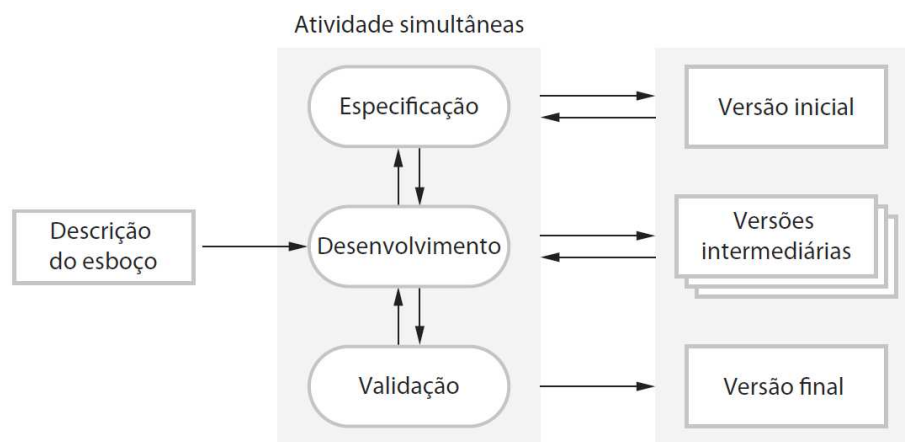 Atividade simultâneas
Especificação
Versão inicial
Descrição
do esboço
Desenvolvimento
Versões
intermediárias
Validação
Versão final